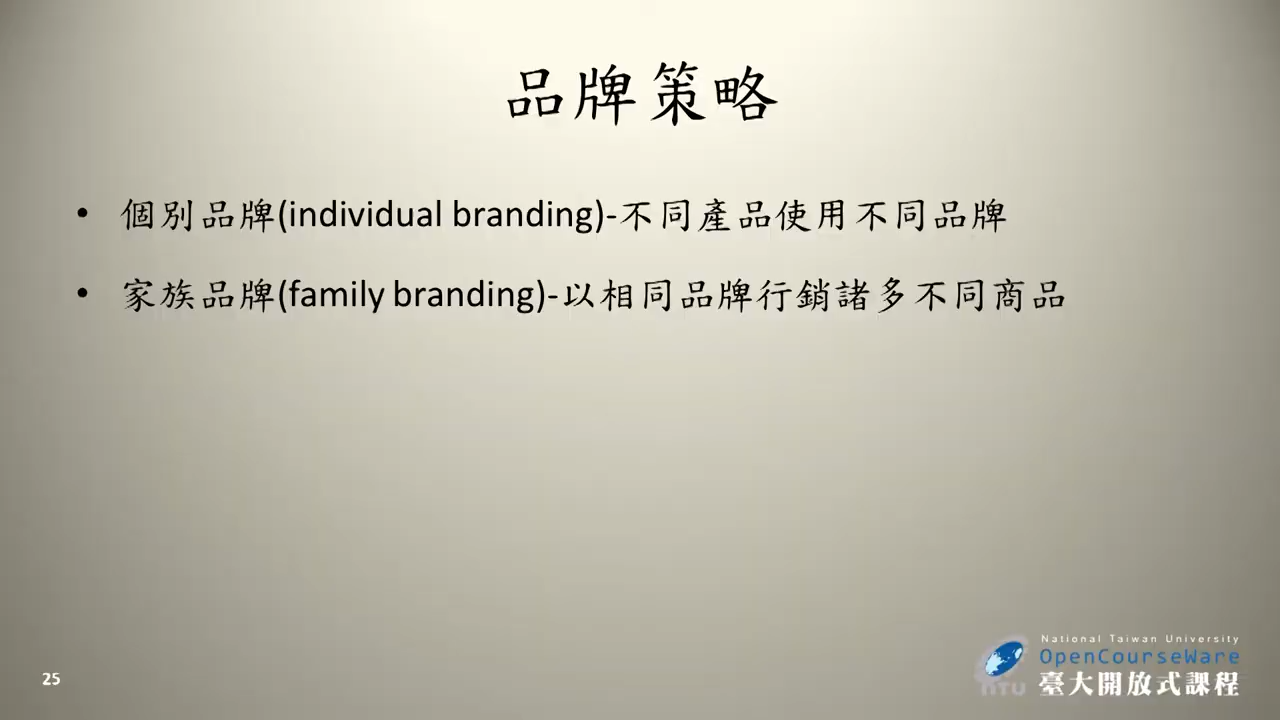 品牌策略
• 個別品牌(individual branding)-不同產品使用不同品牌
• 家族品牌(family branding)-以相同品牌行銷諸多不同商品
National Taiwan University
OpenCourseWare
NTU
臺大開放式課程
25